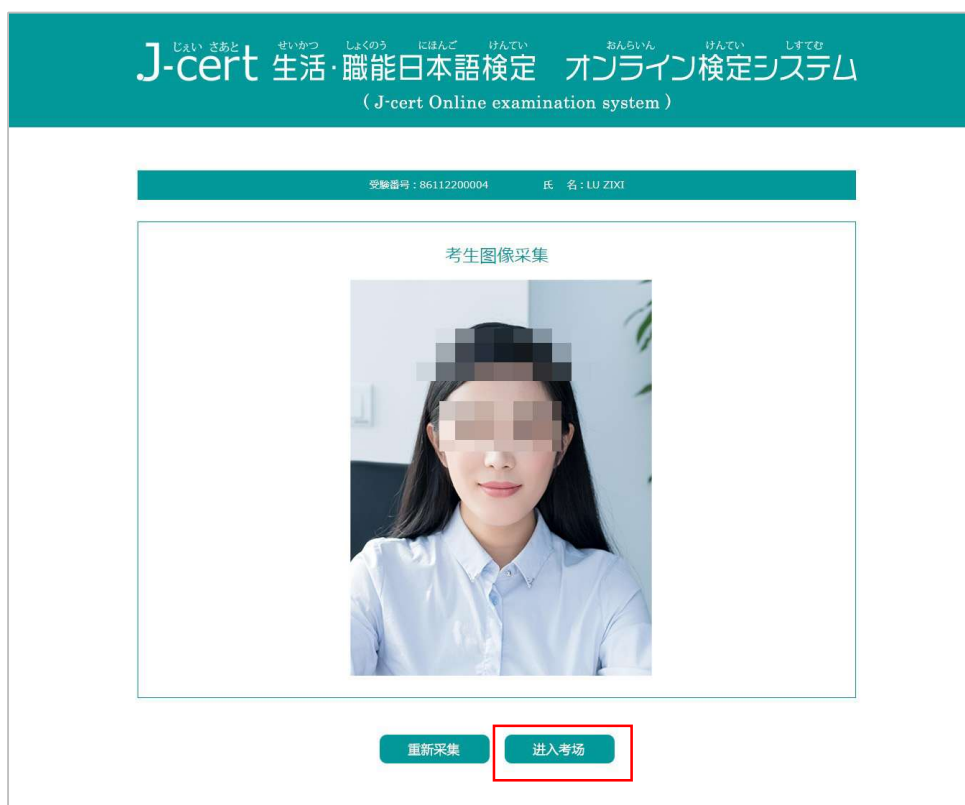 じぇい さあと せいかつ しょくのう にほんご けんてい おんらいん けんてい しすてむ
J-cert 生活・職能日本語検定 オンライン検定システム
( J-cert Online examination system )
受験番号：86112200004 氏 名：LU ZIXI
考生图像采集
重新采集 进入考场